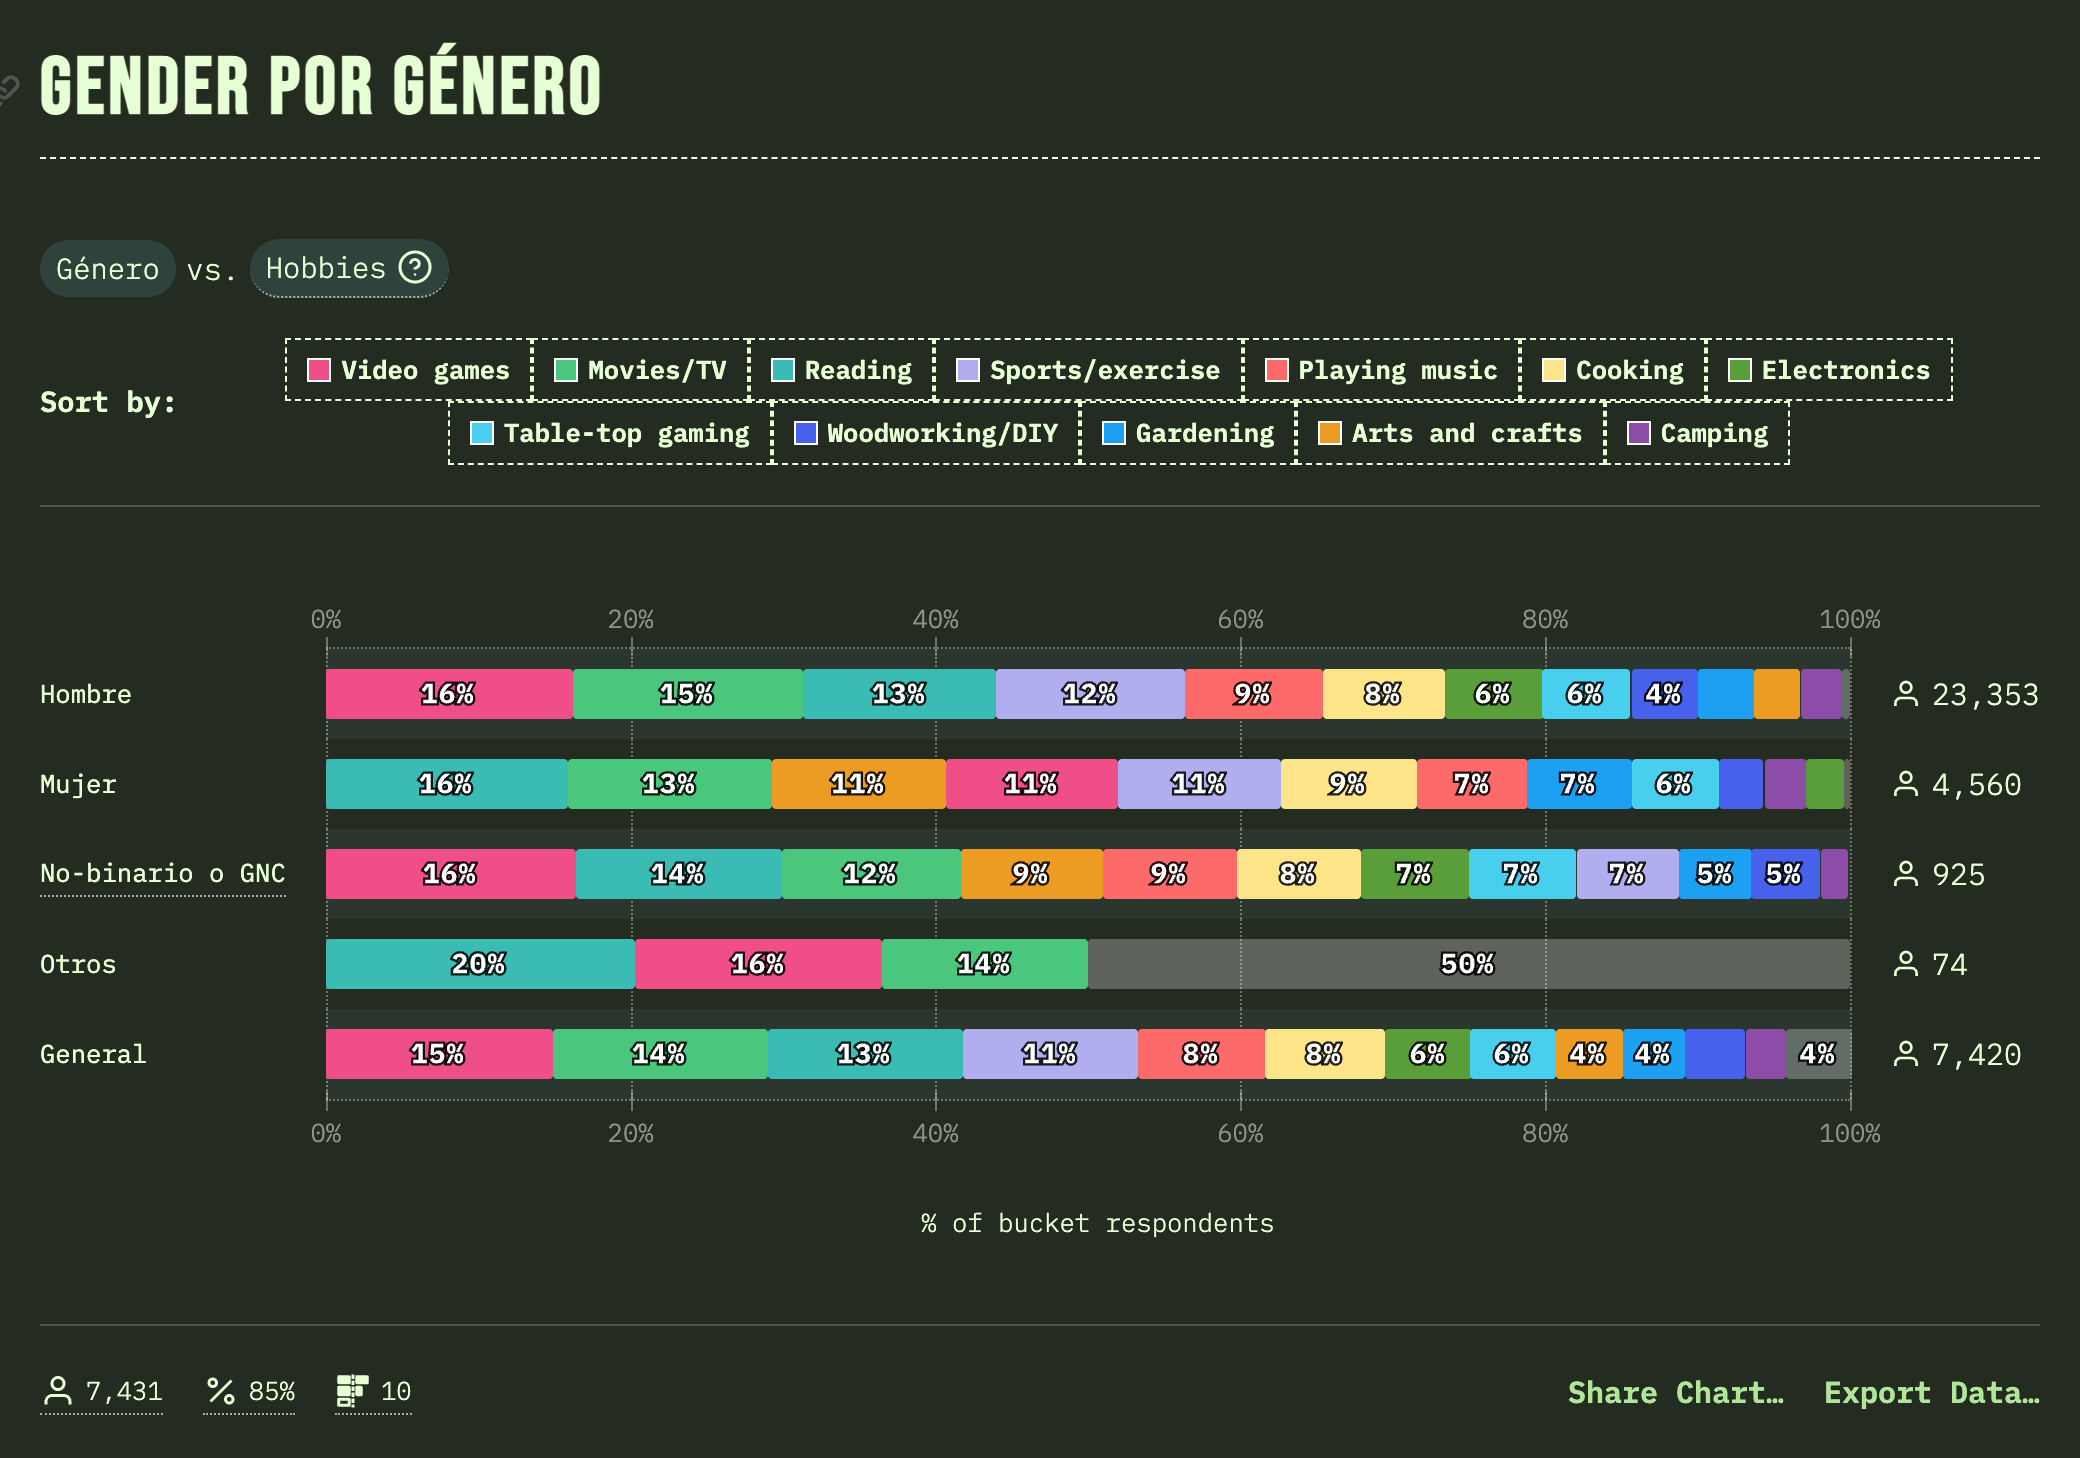 GENDER POR GÉNERO
Género vs. Hobbies ?
Sort by:
Video games Movies/TV Reading Sports/exercise Playing music Cooking Electronics
Table-top gaming Woodworking/DIY Gardening Arts and crafts Camping
0% 20% 40% 60% 80% 100%
Hombre 16% 15% 13% 12% 9% 8% 6% 6% 4% 23,353
Mujer 16% 13% 11% 11% 11% 9% 7% 7% 6% 4,560
No-binario o GNC 16% 14% 12% 9% 9% 8% 7% 7% 7% 5% 5% 925
Otros 20% 16% 14% 50% 74
General 15% 14% 13% 11% 8% 8% 6% 6% 4% 4% 4% 7,420
0% 20% 40% 60% 80% 100%
% of bucket respondents
7,431 % 85% 10 Share Chart… Export Data…